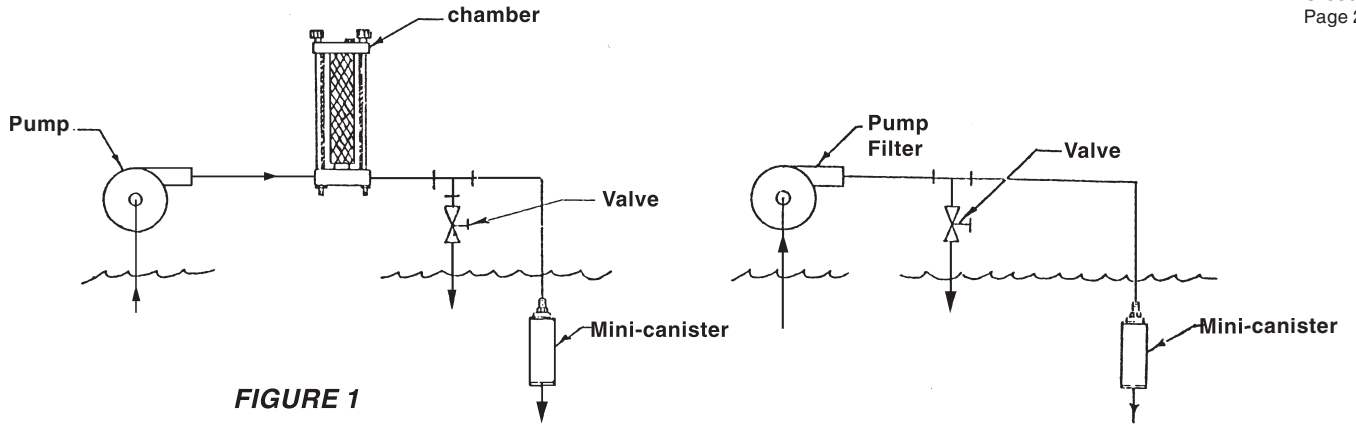 Page 2
chamber
Pump
Valve
Mini-canister
FIGURE 1
Pump
Filter
Valve
Mini-canister